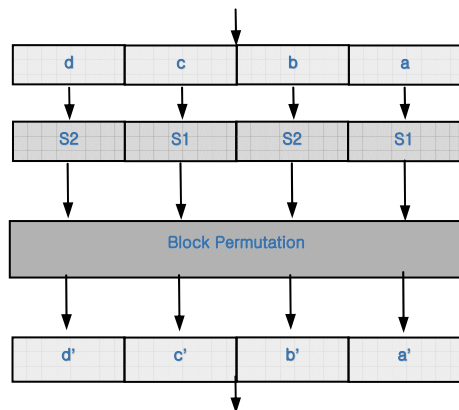 d c b a
S2 S1 S2 S1
Block Permutation
d' c' b' a'